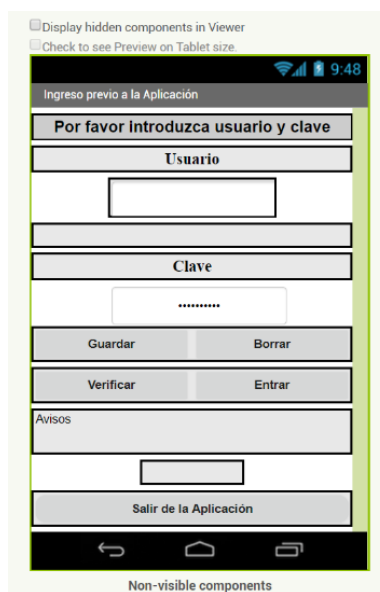 Display hidden components in Viewer
Check to see Preview on Tablet size.
9:48
Ingreso previo a la Aplicación
Por favor introduzca usuario y clave
Usuario
Clave
••••••••••
Guardar Borrar
Verificar Entrar
Avisos
Salir de la Aplicación
Non-visible components